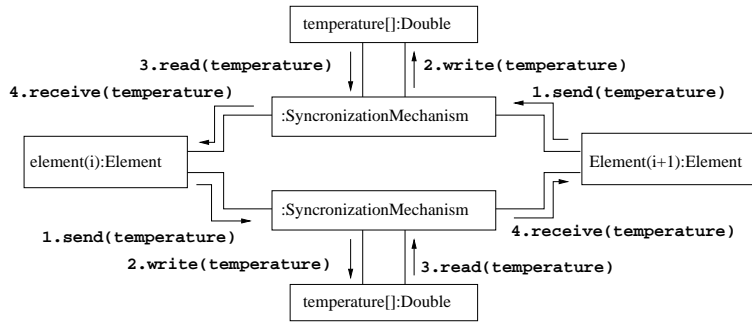 temperature[]:Double
3.read(temperature)
2.write(temperature)
4.receive(temperature)
1.send(temperature)
:SyncronizationMechanism
element(i):Element
Element(i+1):Element
:SyncronizationMechanism
1.send(temperature)
4.receive(temperature)
2.write(temperature)
3.read(temperature)
temperature[]:Double